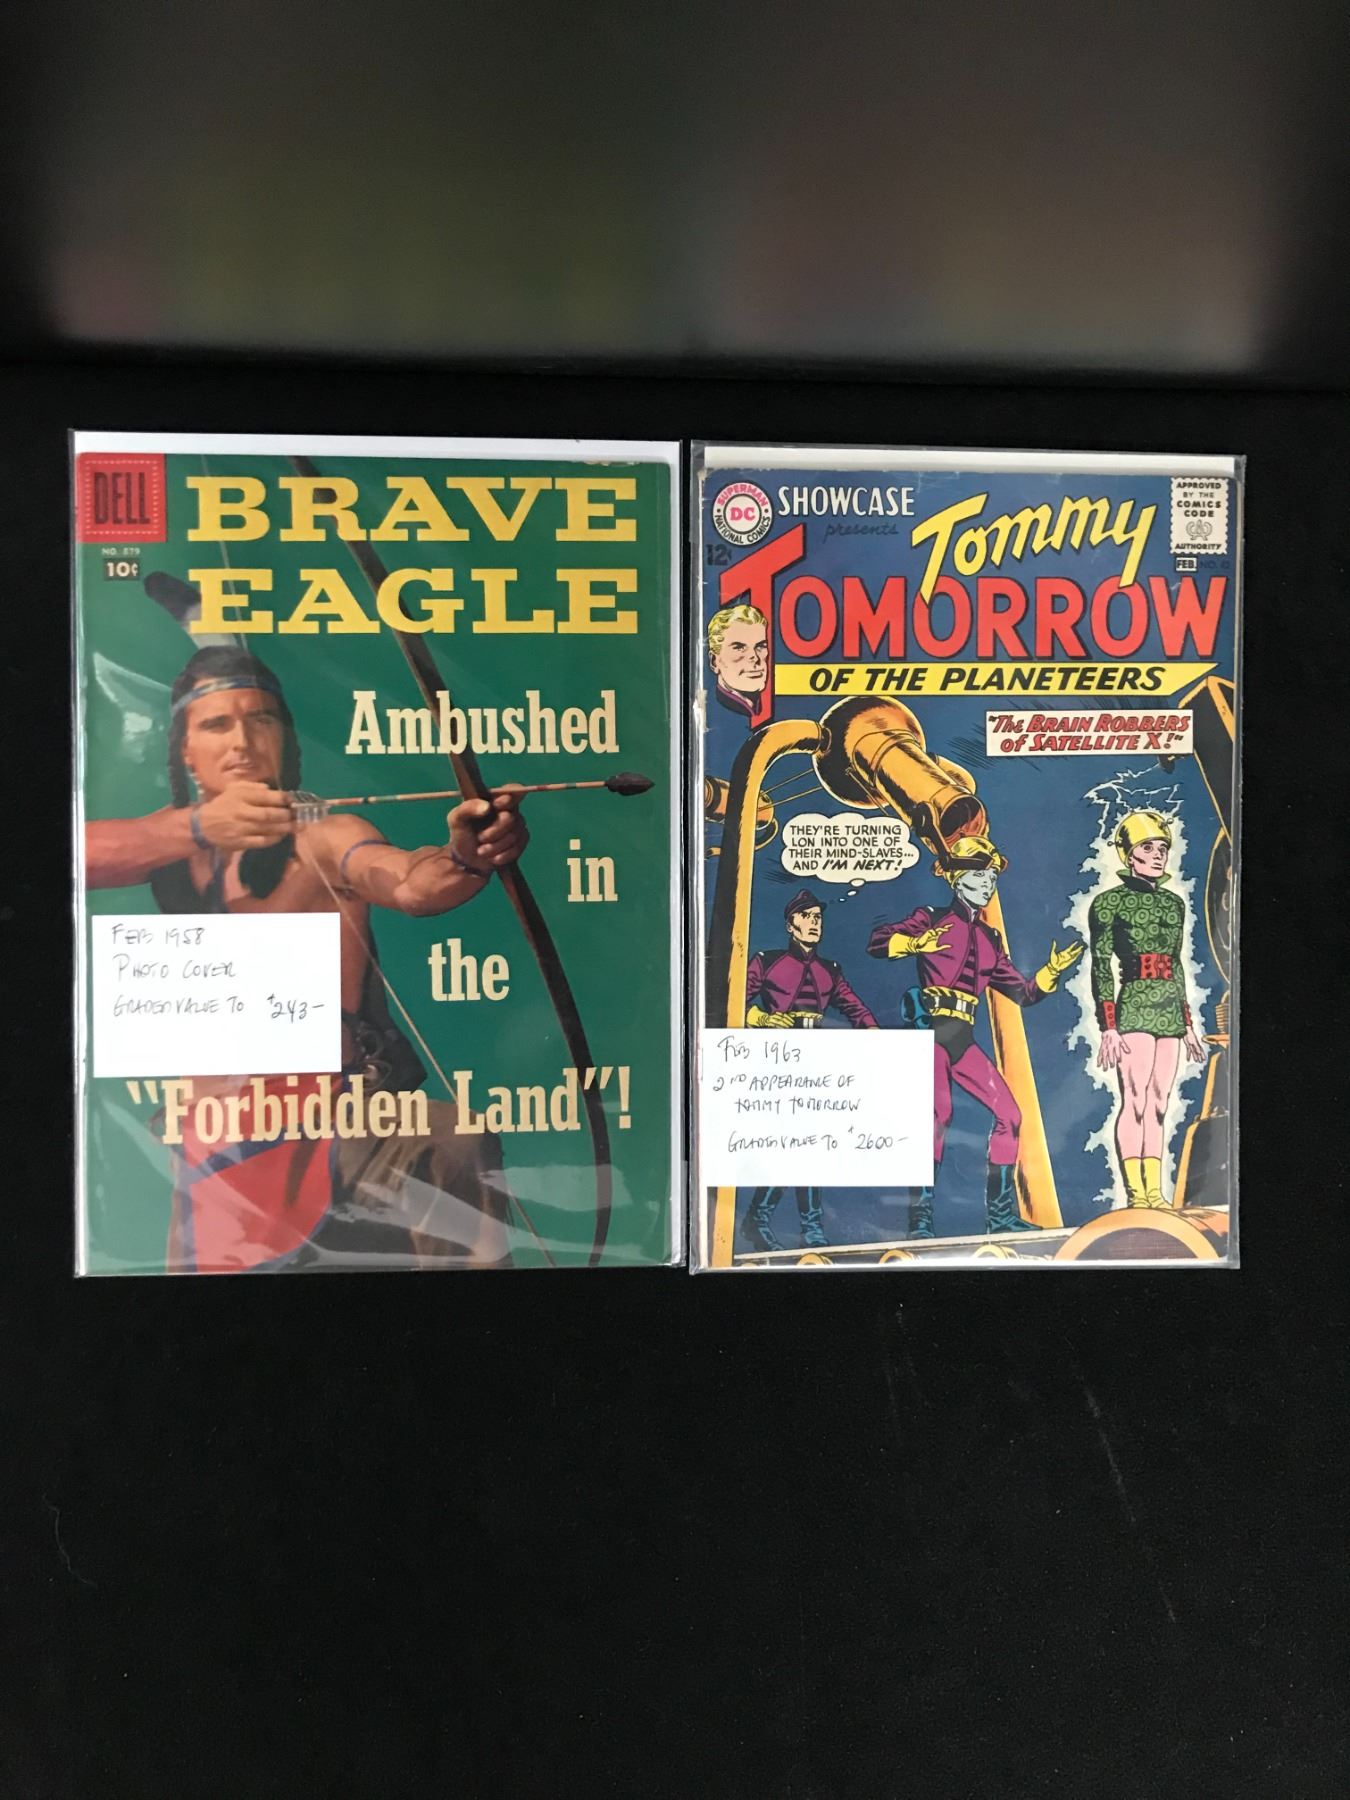 DELL
NO. 879
10¢
BRAVE
EAGLE
Ambushed
in
the
"Forbidden Land"!
FEB 1958
PHOTO COVER
GRADED VALUE TO $243-
SUPERMAN
DC
NATIONAL COMICS
SHOWCASE
presents
12¢
Tommy
TOMORROW
OF THE PLANETEERS
APPROVED
BY THE
COMICS
CODE
CA
AUTHORITY
FEB. NO. 42
"THE BRAIN ROBBERS
OF SATELLITE X!"
THEY'RE TURNING
LON INTO ONE OF
THEIR MIND-SLAVES...
AND I'M NEXT!
FEB 1963
2ND APPEARANCE OF
TOMMY TOMORROW
GRADED VALUE TO $2600-